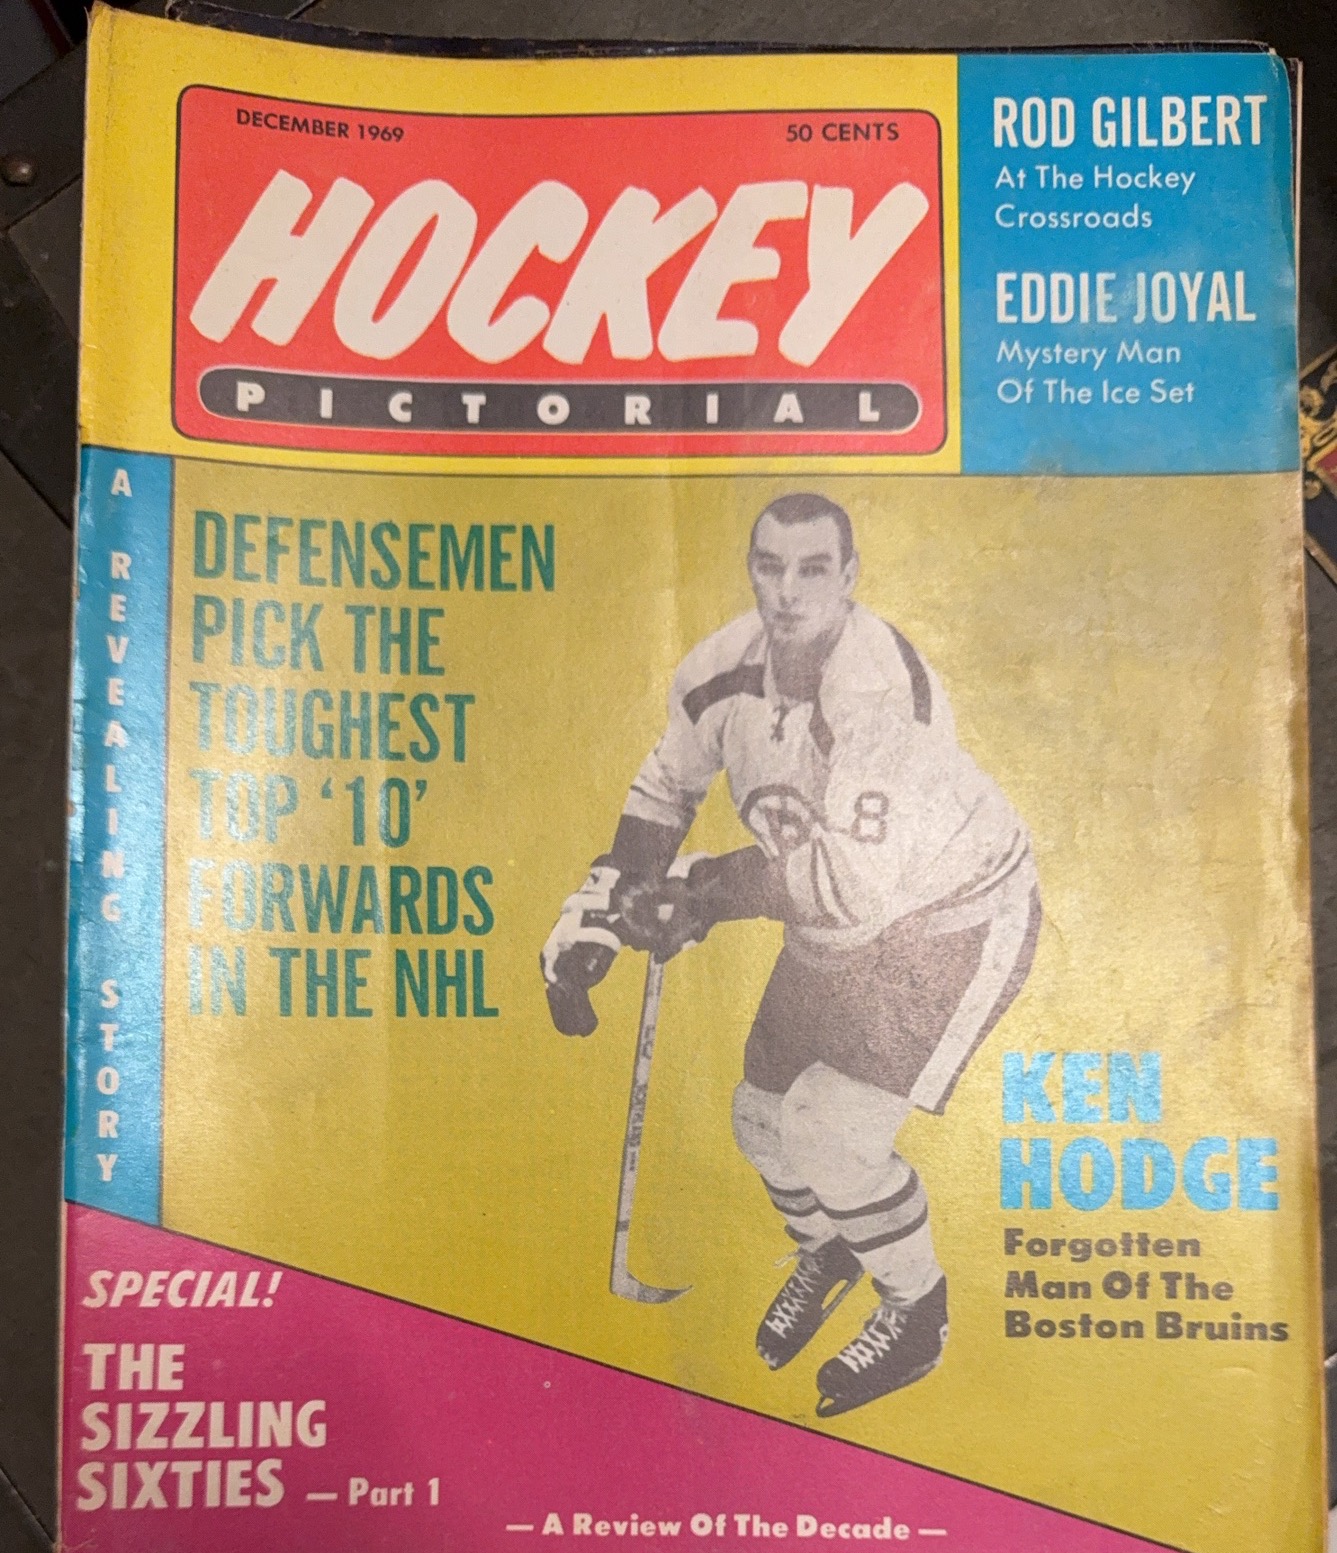 DECEMBER 1969
50 CENTS
HOCKEY
PICTORIAL
ROD GILBERT
At The Hockey
Crossroads
EDDIE JOYAL
Mystery Man
Of The Ice Set
A REVEALING STORY
DEFENSEMEN
PICK THE
TOUGHEST
TOP ‘10’
FORWARDS
IN THE NHL
B 8
KEN
HODGE
Forgotten
Man Of The
Boston Bruins
SPECIAL!
THE
SIZZLING
SIXTIES — Part 1
— A Review Of The Decade —